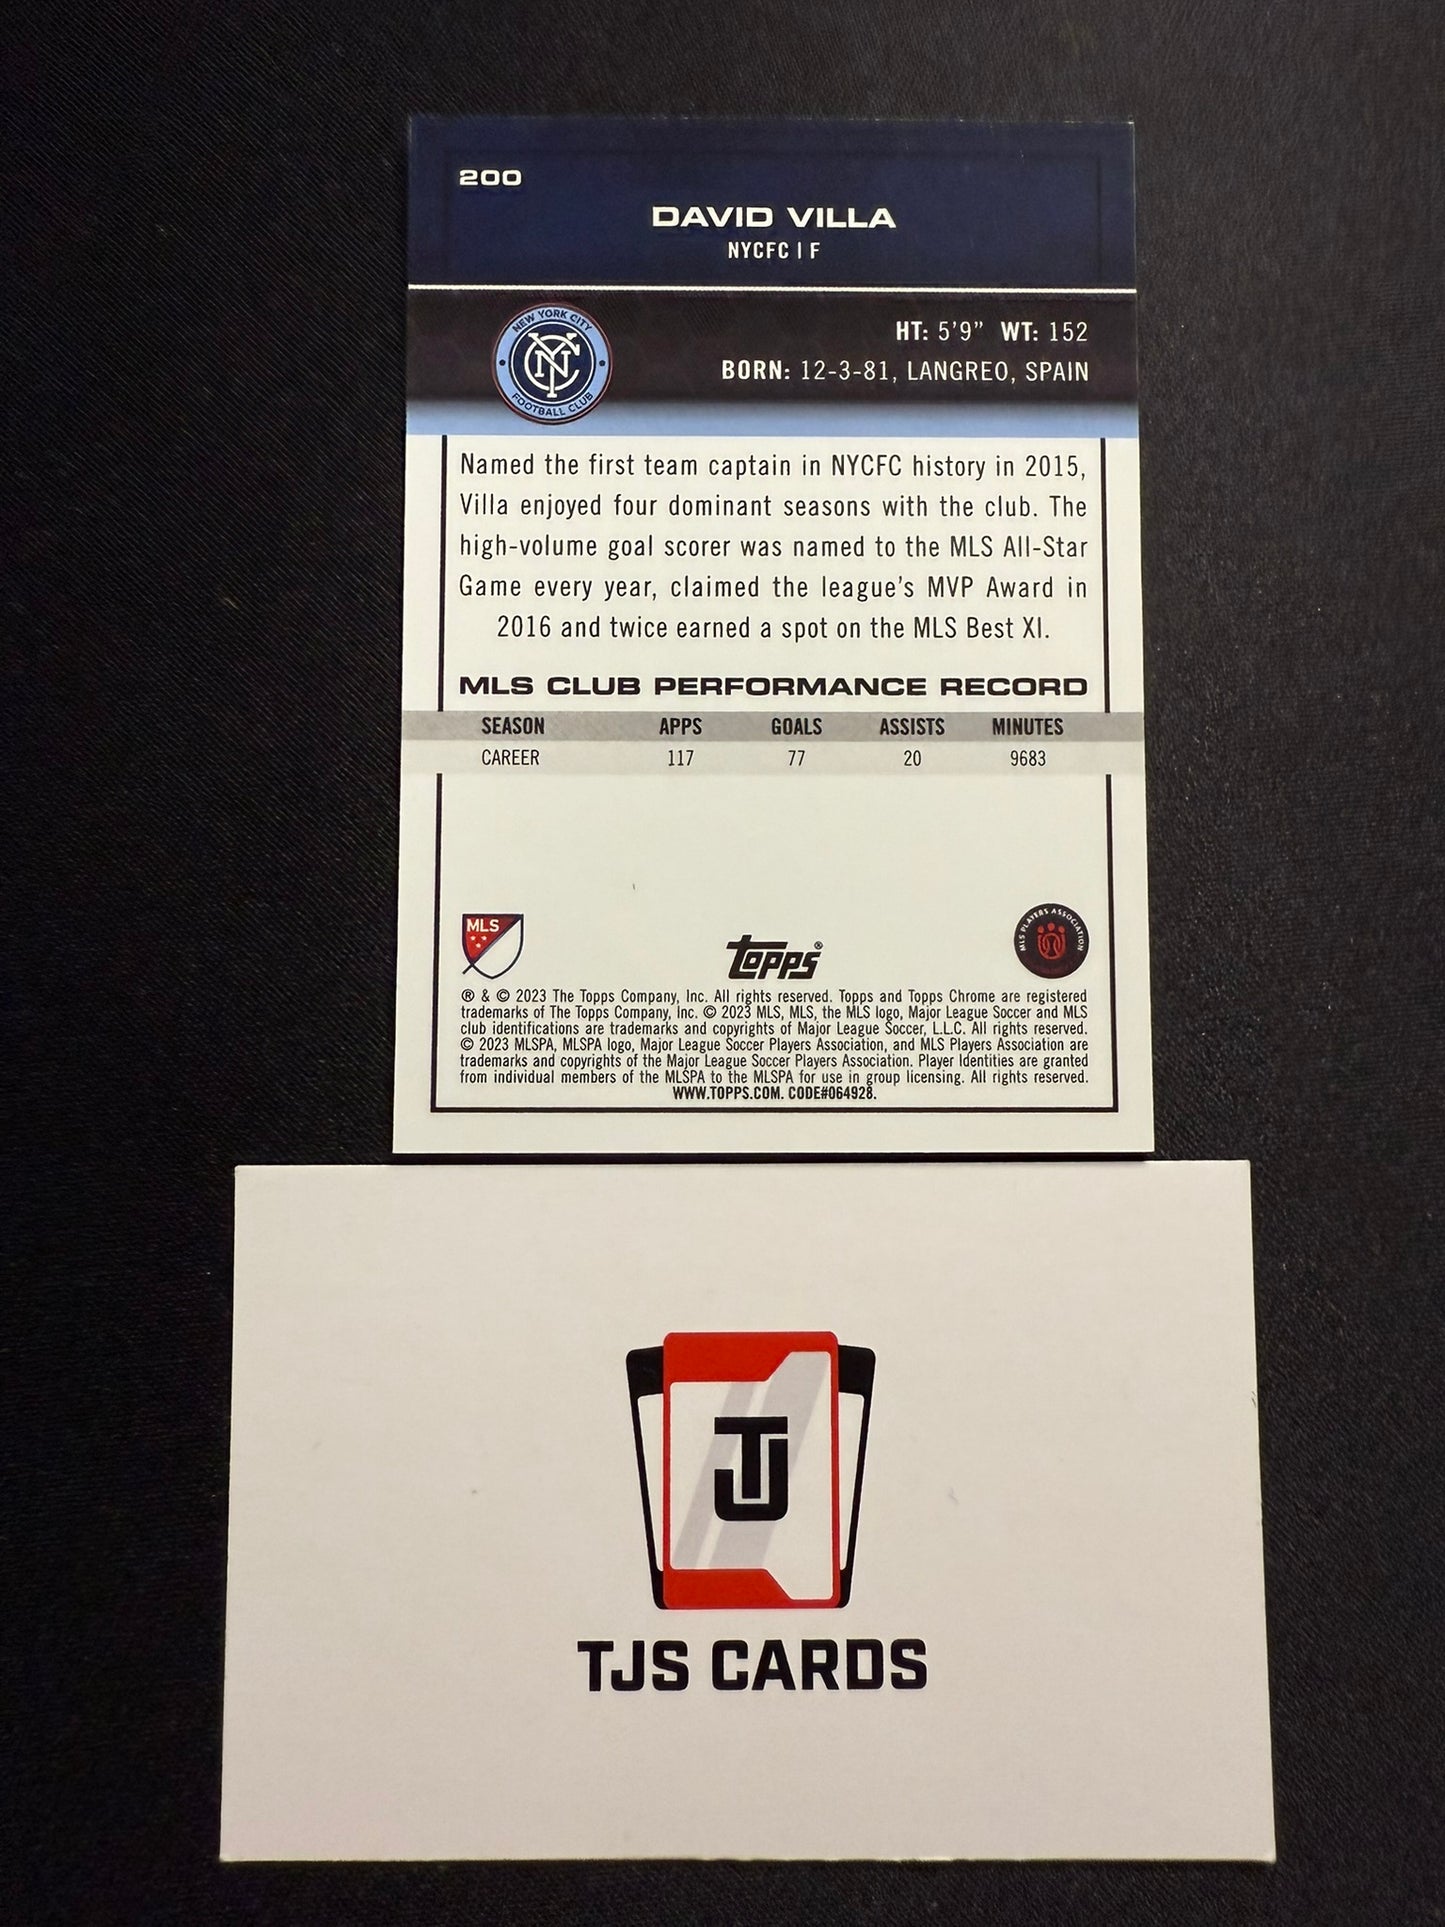 200
DAVID VILLA
NYCFC | F
NEW YORK CITY
NYC
FOOTBALL CLUB
HT: 5'9" WT: 152
BORN: 12-3-81, LANGREO, SPAIN
Named the first team captain in NYCFC history in 2015,
Villa enjoyed four dominant seasons with the club. The
high-volume goal scorer was named to the MLS All-Star
Game every year, claimed the league's MVP Award in
2016 and twice earned a spot on the MLS Best XI.
MLS CLUB PERFORMANCE RECORD
SEASON APPS GOALS ASSISTS MINUTES
CAREER 117 77 20 9683
MLS
Topps®
MLS PLAYERS ASSOCIATION
® & © 2023 The Topps Company, Inc. All rights reserved. Topps and Topps Chrome are registered
trademarks of The Topps Company, Inc. © 2023 MLS, MLS, the MLS logo, Major League Soccer and MLS
club identifications are trademarks and copyrights of Major League Soccer, L.L.C. All rights reserved.
© 2023 MLSPA, MLSPA logo, Major League Soccer Players Association, and MLS Players Association are
trademarks and copyrights of the Major League Soccer Players Association. Player Identities are granted
from individual members of the MLSPA to the MLSPA for use in group licensing. All rights reserved.
WWW.TOPPS.COM. CODE#064928.
TJ
TJS CARDS